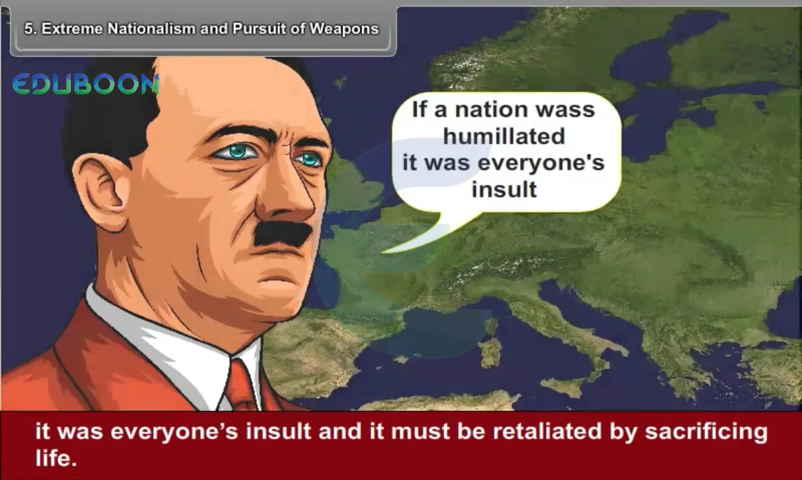 5. Extreme Nationalism and Pursuit of Weapons
EDUBOON
If a nation wass
humillated
it was everyone's
insult
it was everyone’s insult and it must be retaliated by sacrificing
life.